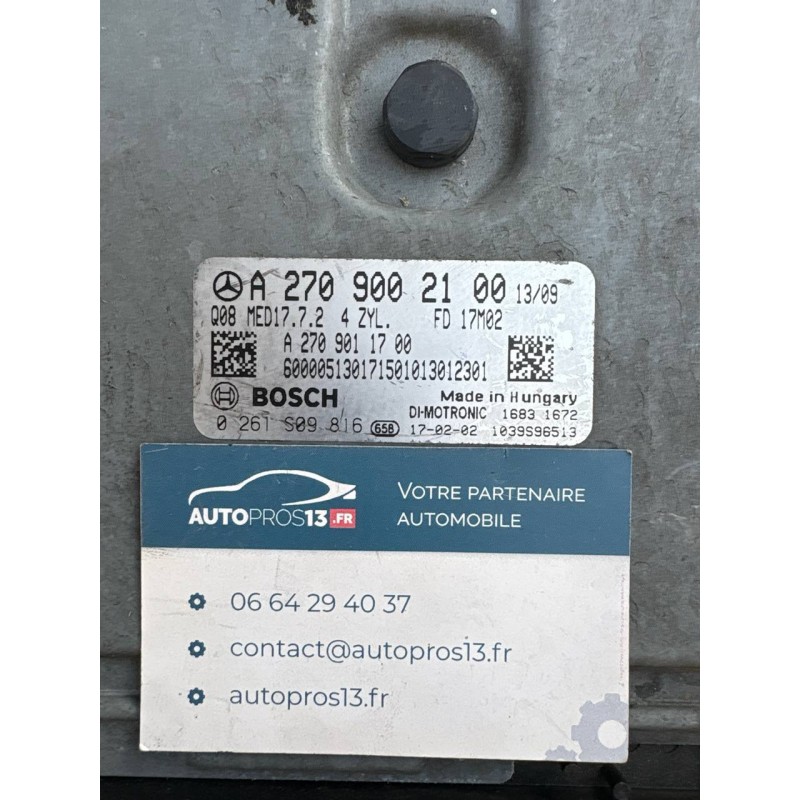 A 270 900 21 00 13/09
Q08 MED17.7.2 4 ZYL. FD 17M02
A 270 901 17 00
600005130171501013012301
BOSCH Made in Hungary
DI-MOTRONIC 1683 1672
0 261 S09 816 658 17-02-02 1039S96513
AUTOPROS13.FR
VOTRE PARTENAIRE
AUTOMOBILE
06 64 29 40 37
contact@autopros13.fr
autopros13.fr